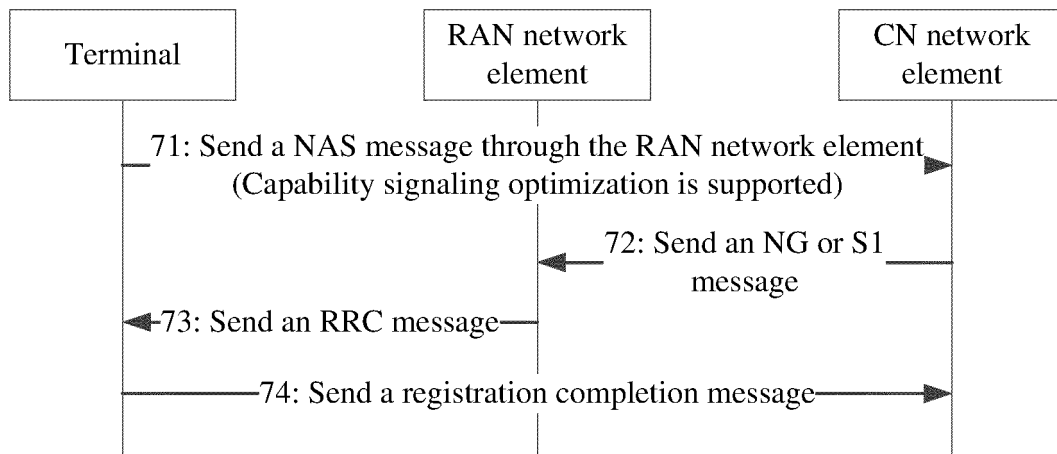 Terminal
RAN network
element
CN network
element
71: Send a NAS message through the RAN network element
(Capability signaling optimization is supported)
72: Send an NG or S1
message
73: Send an RRC message
74: Send a registration completion message